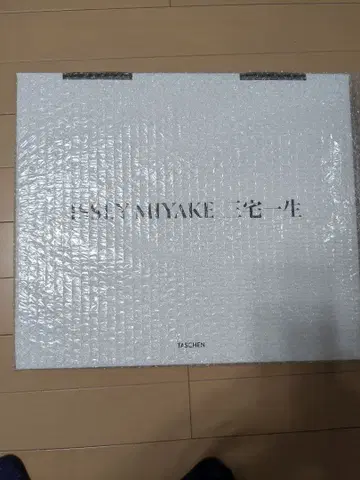 ISSEY MIYAKE 三宅一生
TASCHEN